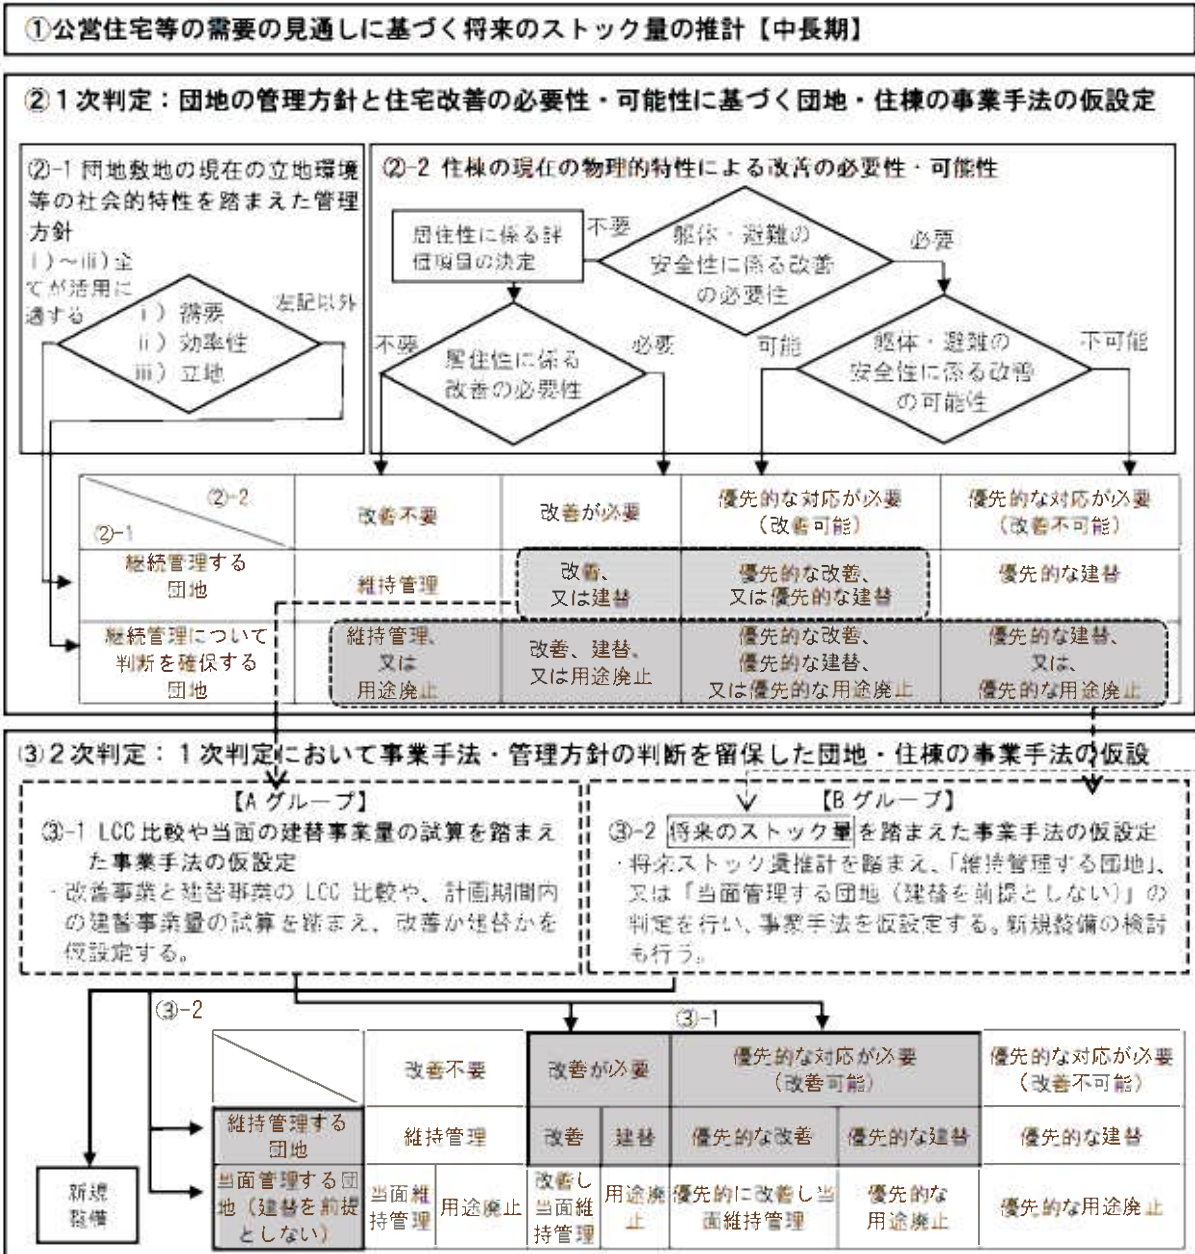 ①公営住宅等の需要の見通しに基づく将来のストック量の推計【中長期】
②１次判定：団地の管理方針と住宅改善の必要性・可能性に基づく団地・住棟の事業手法の仮設定
②-1 団地敷地の現在の立地環境
等の社会的特性を踏まえた管理
方針
ⅰ）～ⅲ）全
てが活用に
適する
ⅰ）需要
ⅱ）効率性
ⅲ）立地
左記以外
②-2 住棟の現在の物理的特性による改善の必要性・可能性
居住性に係る評
価項目の決定
不要
躯体・避難の
安全性に係る改善
の必要性
必要
不要
居住性に係る
改善の必要性
必要
可能
躯体・避難の
安全性に係る改善
の可能性
不可能
②-2
②-1
改善不要
改善が必要
優先的な対応が必要
（改善可能）
優先的な対応が必要
（改善不可能）
継続管理する
団地
維持管理
改善、
又は建替
優先的な改善、
又は優先的な建替
優先的な建替
継続管理について
判断を確保する
団地
維持管理、
又は
用途廃止
改善、建替、
又は用途廃止
優先的な改善、
優先的な建替、
又は優先的な用途廃止
優先的な建替、
又は、
優先的な用途廃止
③２次判定：１次判定において事業手法・管理方針の判断を留保した団地・住棟の事業手法の仮設
【A グループ】
③-1 LCC 比較や当面の建替事業量の試算を踏まえ
た事業手法の仮設定
・改善事業と建替事業の LCC 比較や、計画期間内
の建替事業量の試算を踏まえ、改善か建替かを
仮設定する。
【B グループ】
③-2 将来のストック量を踏まえた事業手法の仮設定
・将来ストック量推計を踏まえ、「維持管理する団地」、
又は「当面管理する団地（建替を前提としない）」の
判定を行い、事業手法を仮設定する。新規整備の検討
も行う。
③-2
③-1
改善不要
改善が必要
優先的な対応が必要
（改善可能）
優先的な対応が必要
（改善不可能）
維持管理する
団地
維持管理
改善
建替
優先的な改善
優先的な建替
優先的な建替
新規
整備
当面管理する団
地（建替を前提
としない）
当面維
持管理
用途廃止
改善し
当面維
持管理
用途廃
止
優先的に改善し当
面維持管理
優先的な
用途廃止
優先的な用途廃止